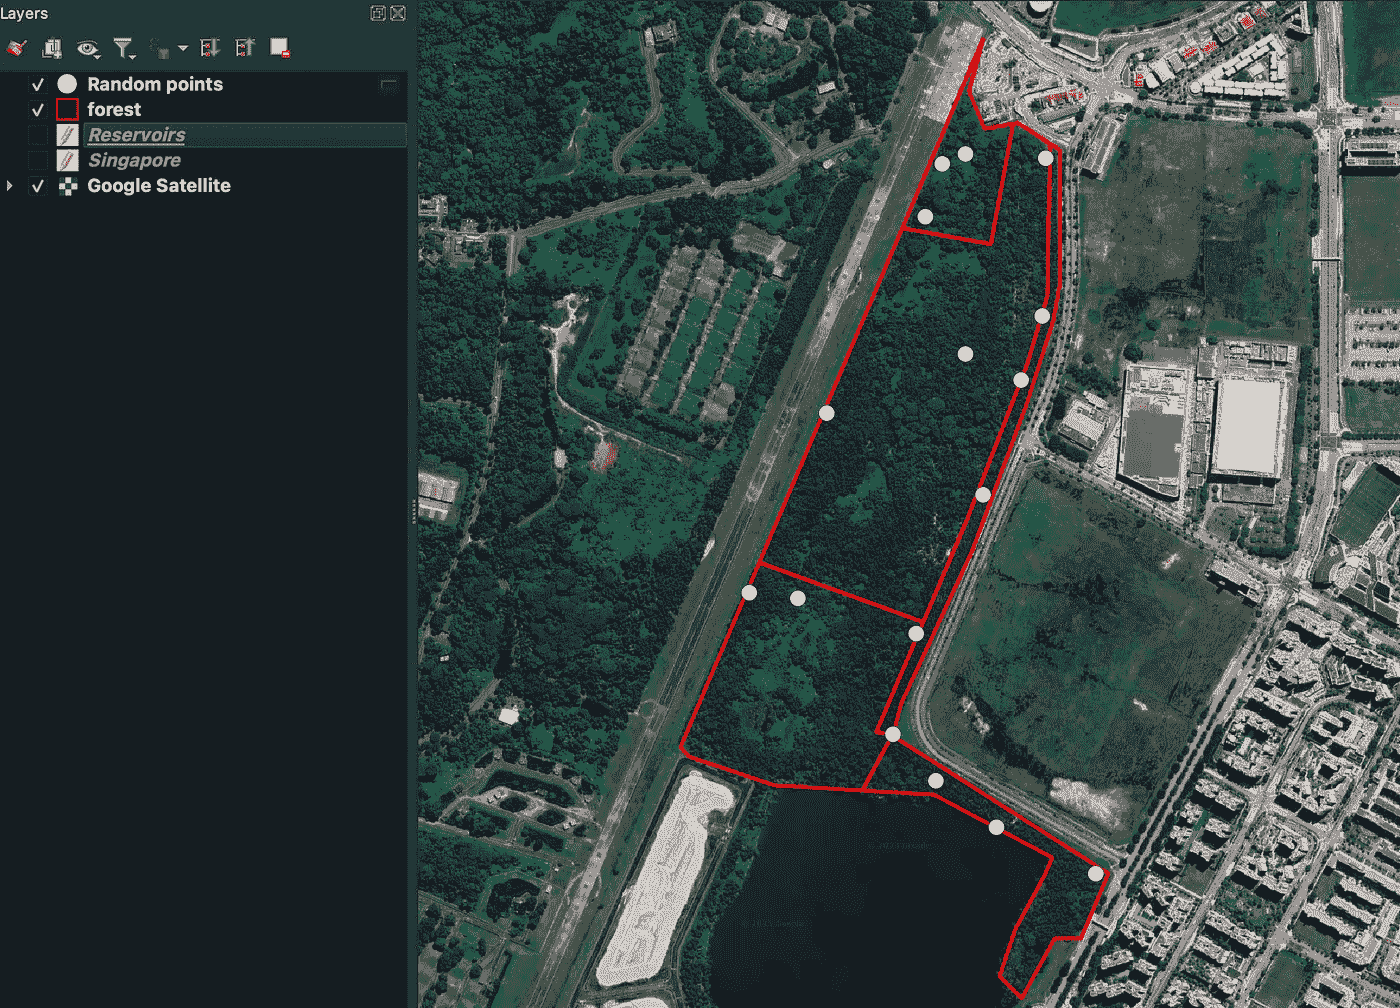 Layers
Random points
forest
Reservoirs
Singapore
Google Satellite